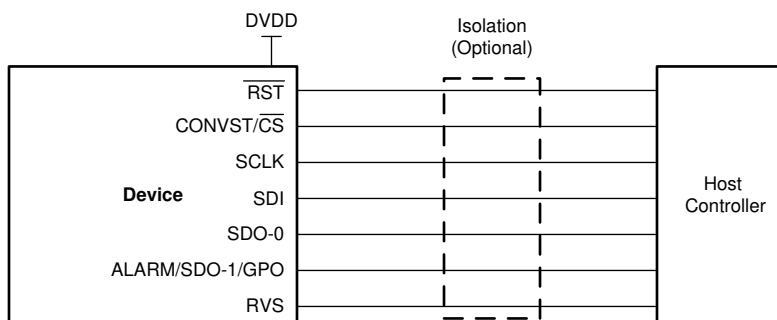 DVDD
Isolation
(Optional)
RST
CONVST/CS
SCLK
Device
SDI
Host
Controller
SDO-0
ALARM/SDO-1/GPO
RVS